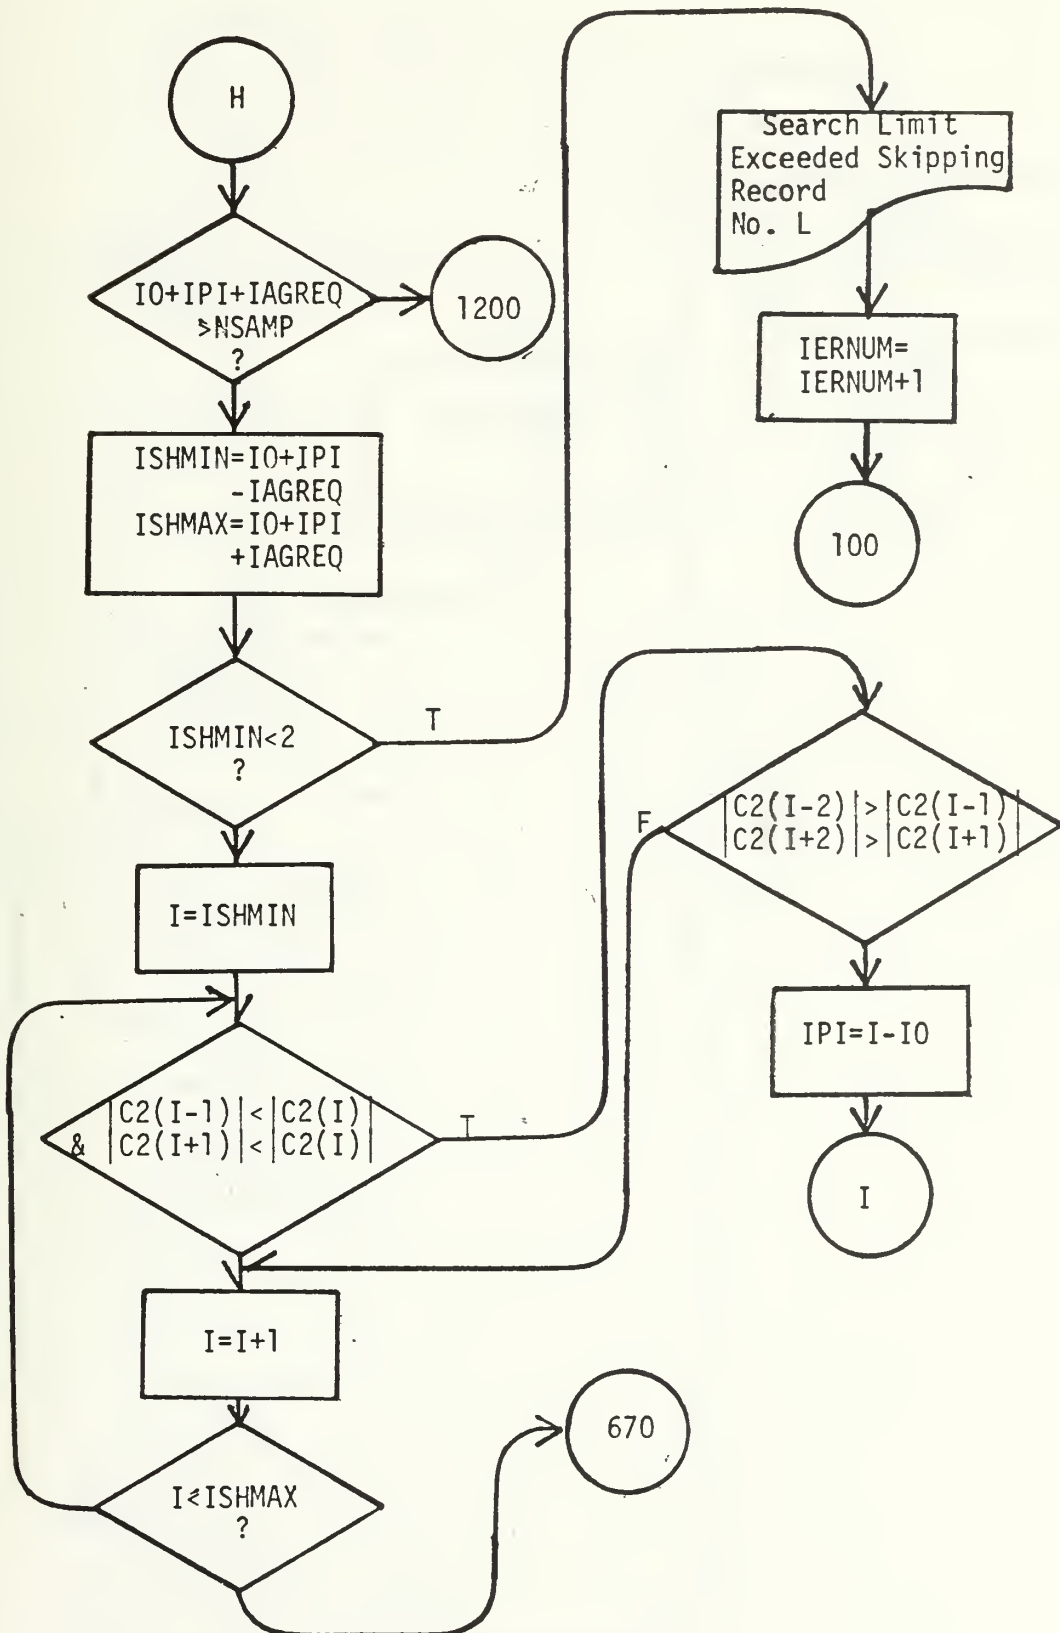 H
IO+IPI+IAGREQ
≥NSAMP
?
1200
ISHMIN=IO+IPI
-IAGREQ
ISHMAX=IO+IPI
+IAGREQ
ISHMIN<2
?
T
I=ISHMIN
|C2(I-1)|<|C2(I)|
& |C2(I+1)|<|C2(I)|
T
I=I+1
I≤ISHMAX
?
670
Search Limit
Exceeded Skipping
Record
No. L
IERNUM=
IERNUM+1
100
F
|C2(I-2)|>|C2(I-1)|
|C2(I+2)|>|C2(I+1)|
IPI=I-IO
I